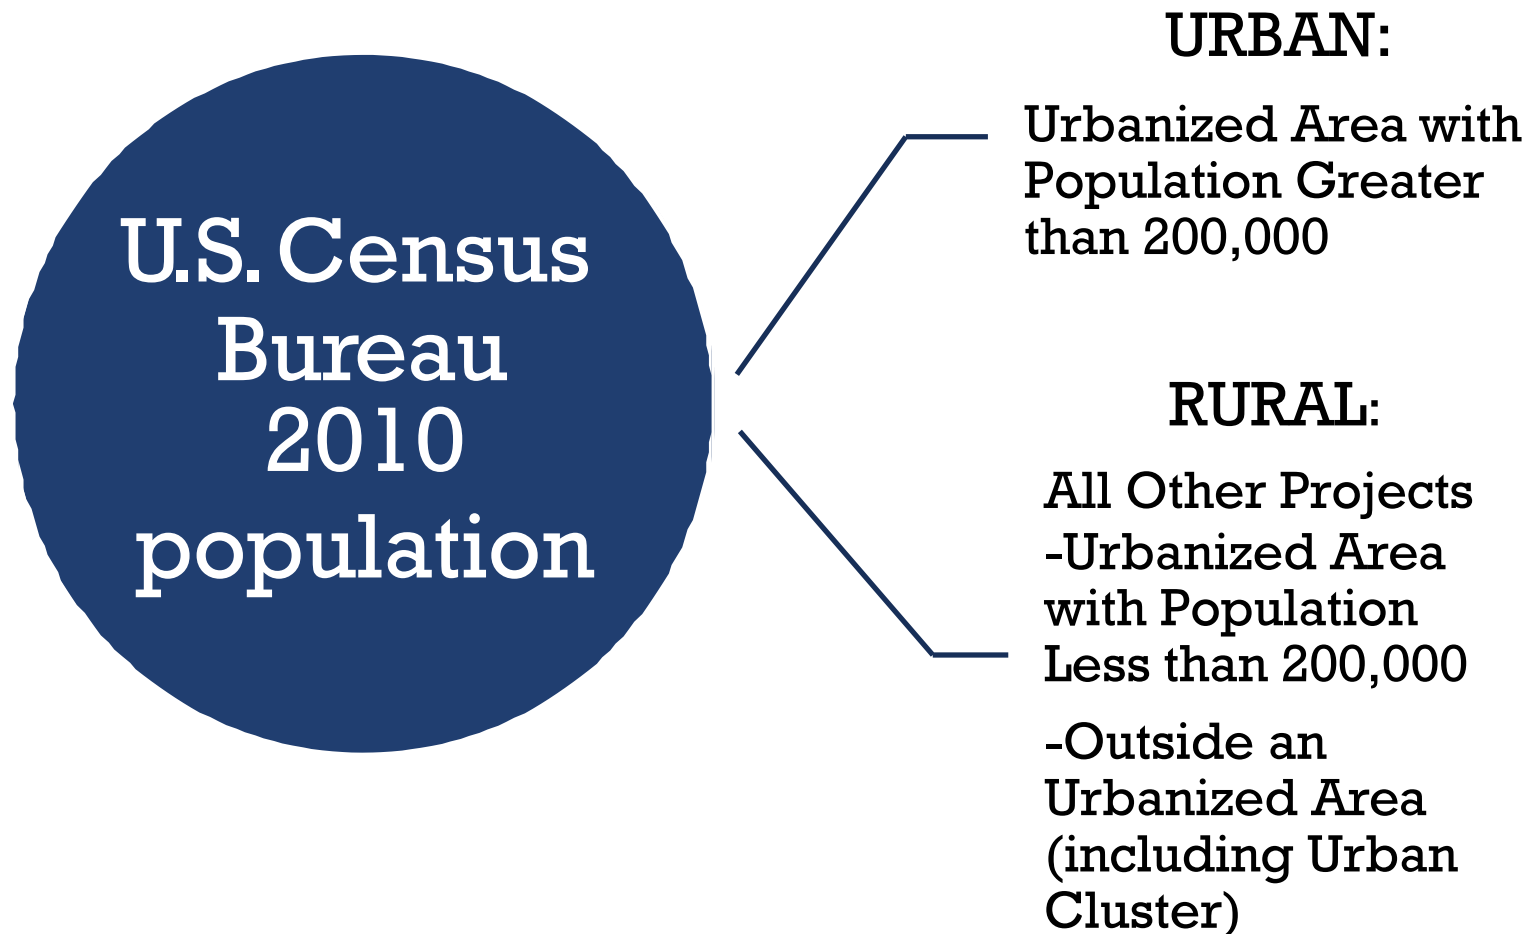 U.S. Census
Bureau
2010
population
URBAN:
Urbanized Area with
Population Greater
than 200,000
RURAL:
All Other Projects
-Urbanized Area
with Population
Less than 200,000
-Outside an
Urbanized Area
(including Urban
Cluster)